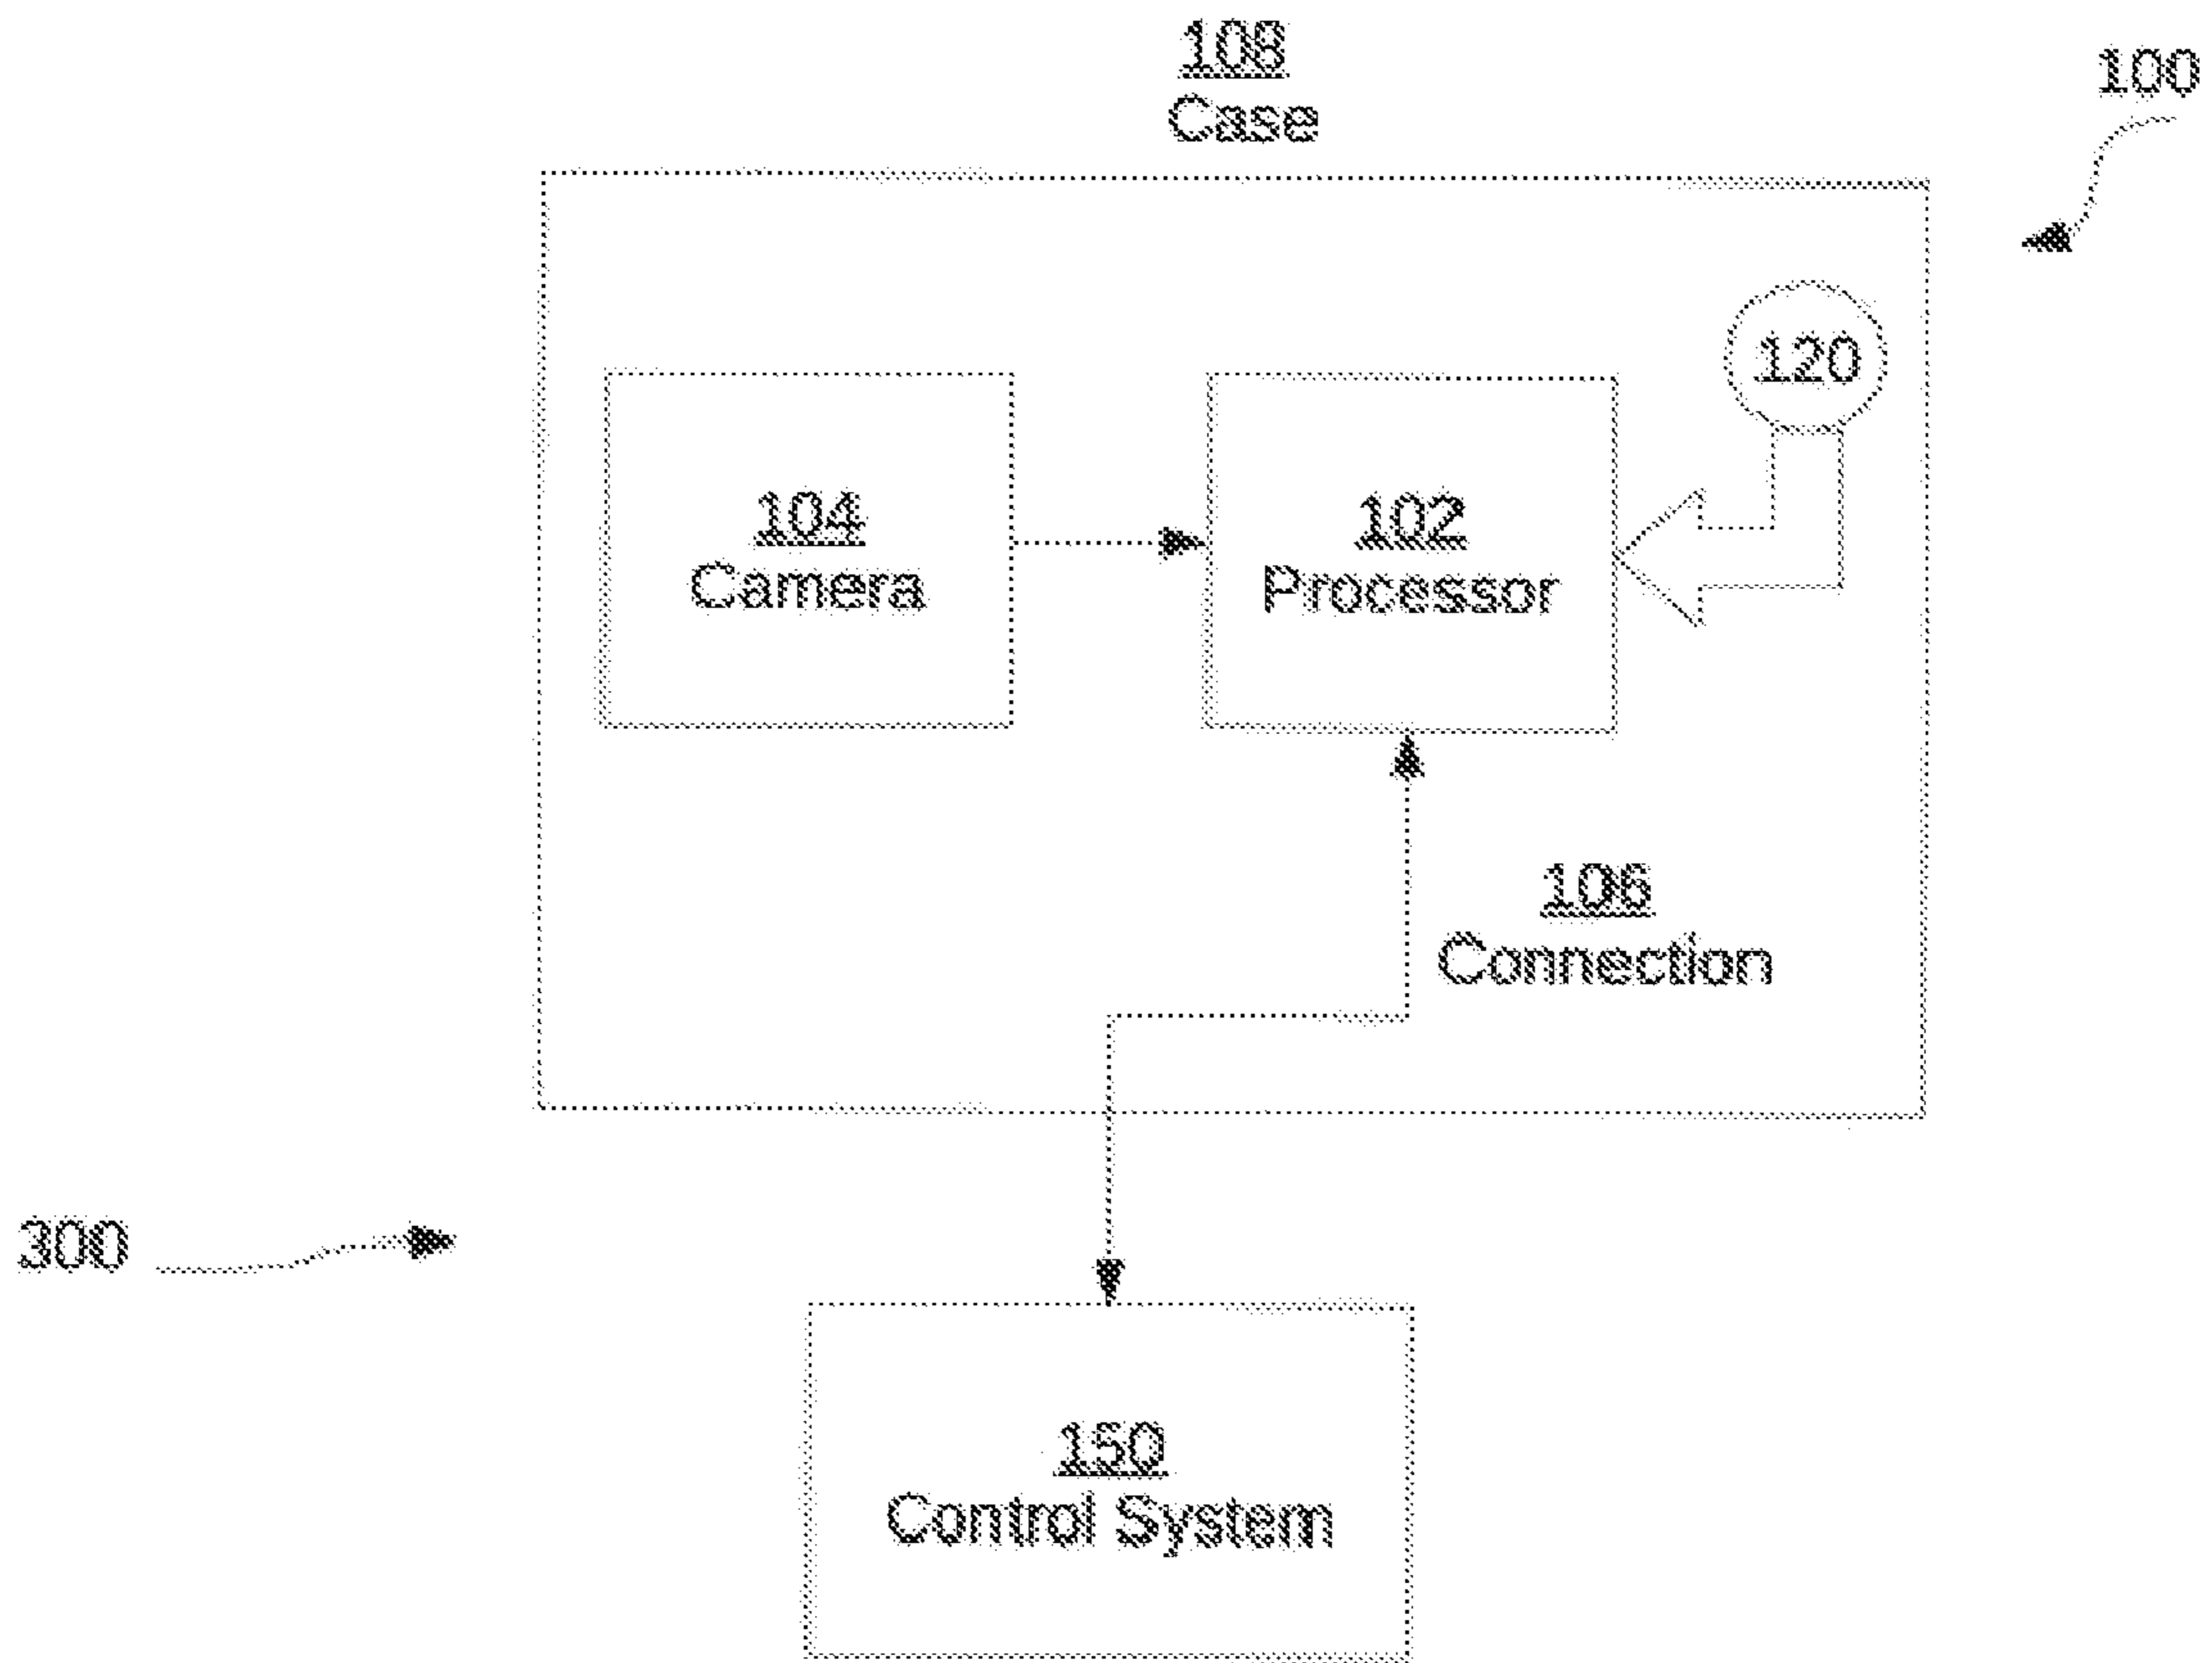 108
Case
100
120
104
Camera
102
Processor
106
Connection
300
150
Control System